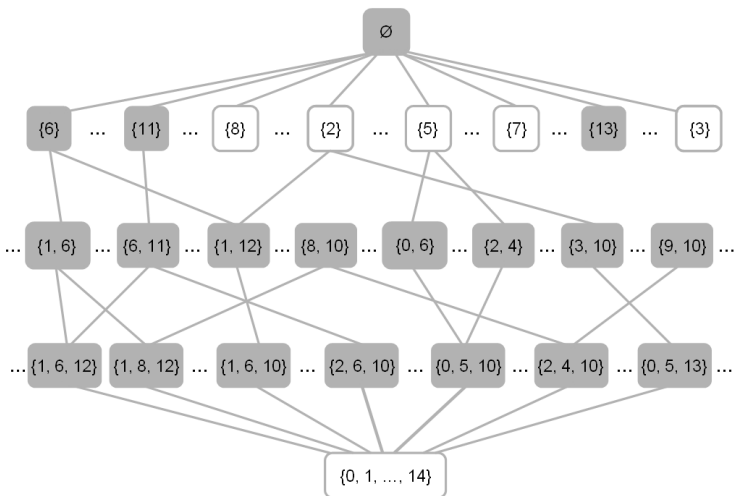 Ø
{6} ... {11} ... {8} ... {2} ... {5} ... {7} ... {13} ... {3}
... {1, 6} ... {6, 11} ... {1, 12} ... {8, 10} ... {0, 6} ... {2, 4} ... {3, 10} ... {9, 10} ...
... {1, 6, 12} {1, 8, 12} ... {1, 6, 10} ... {2, 6, 10} ... {0, 5, 10} ... {2, 4, 10} ... {0, 5, 13} ...
{0, 1, ..., 14}